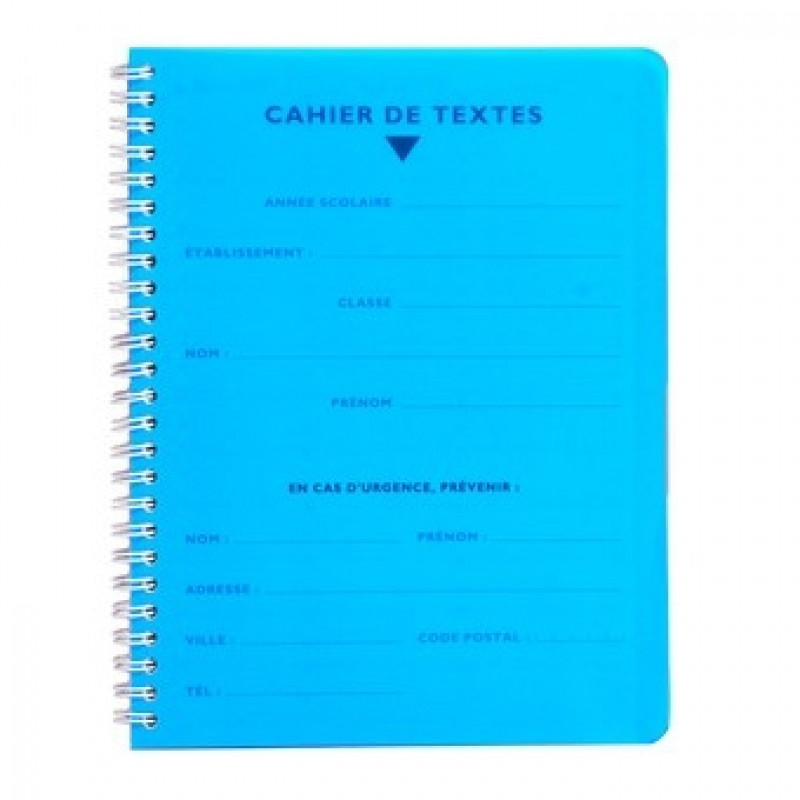 CAHIER DE TEXTES
ANNÉE SCOLAIRE
ÉTABLISSEMENT :
CLASSE
NOM :
PRÉNOM
EN CAS D'URGENCE, PRÉVENIR :
NOM : PRÉNOM :
ADRESSE :
VILLE : CODE POSTAL :
TÉL :